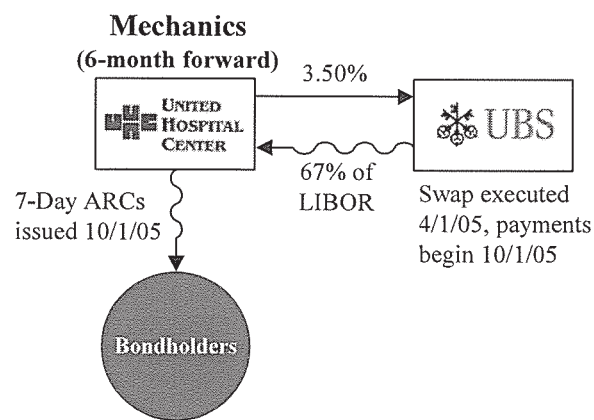 Mechanics
(6-month forward)
UNITED
HOSPITAL
CENTER
3.50%
UBS
67% of
LIBOR
7-Day ARCs
issued 10/1/05
Swap executed
4/1/05, payments
begin 10/1/05
Bondholders